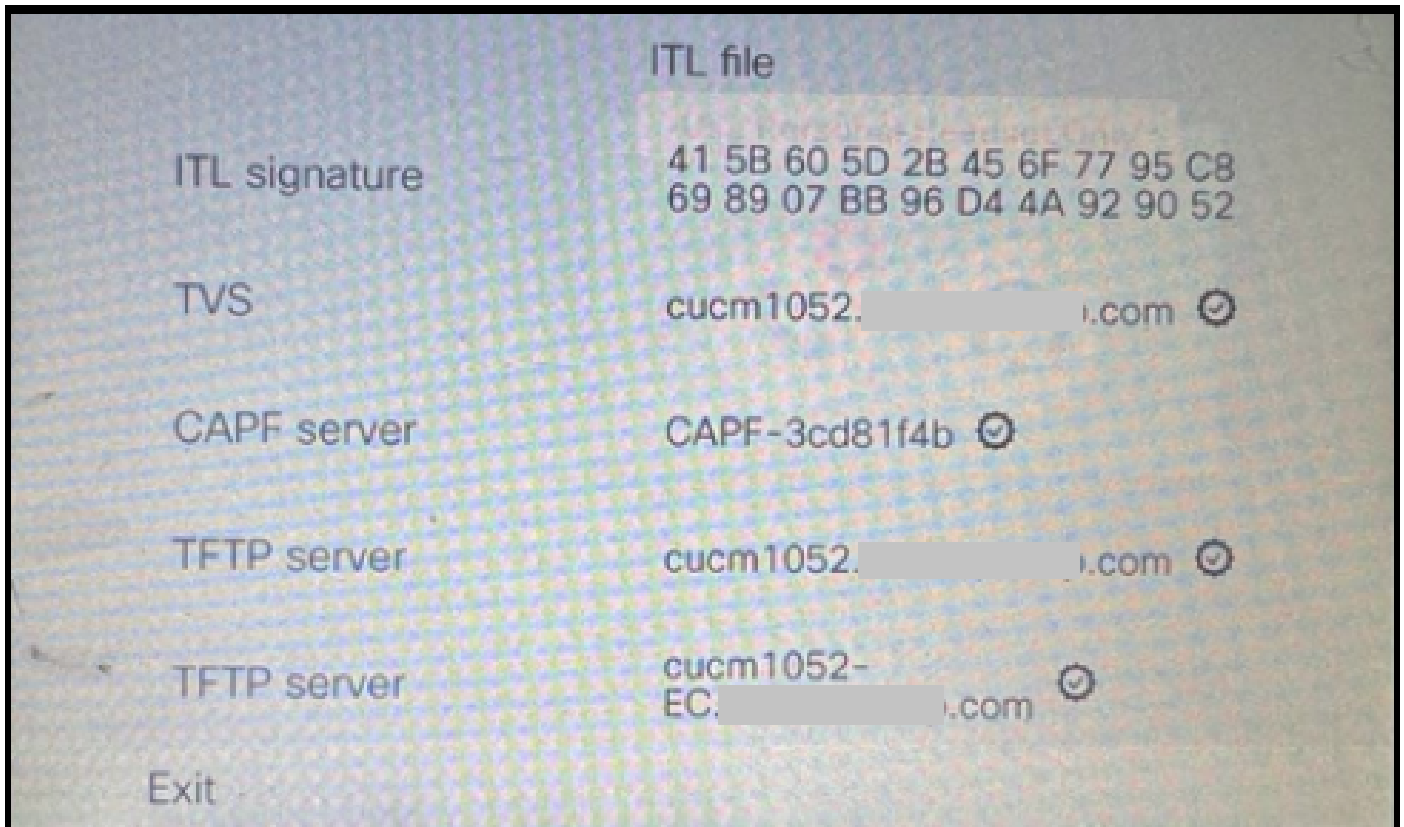 ITL file
ITL signature
41 5B 60 5D 2B 45 6F 77 95 C8
69 89 07 BB 96 D4 4A 92 90 52
TVS
cucm1052. .com
CAPF server
CAPF-3cd81f4b
TFTP server
cucm1052. .com
TFTP server
cucm1052-
EC. .com
Exit